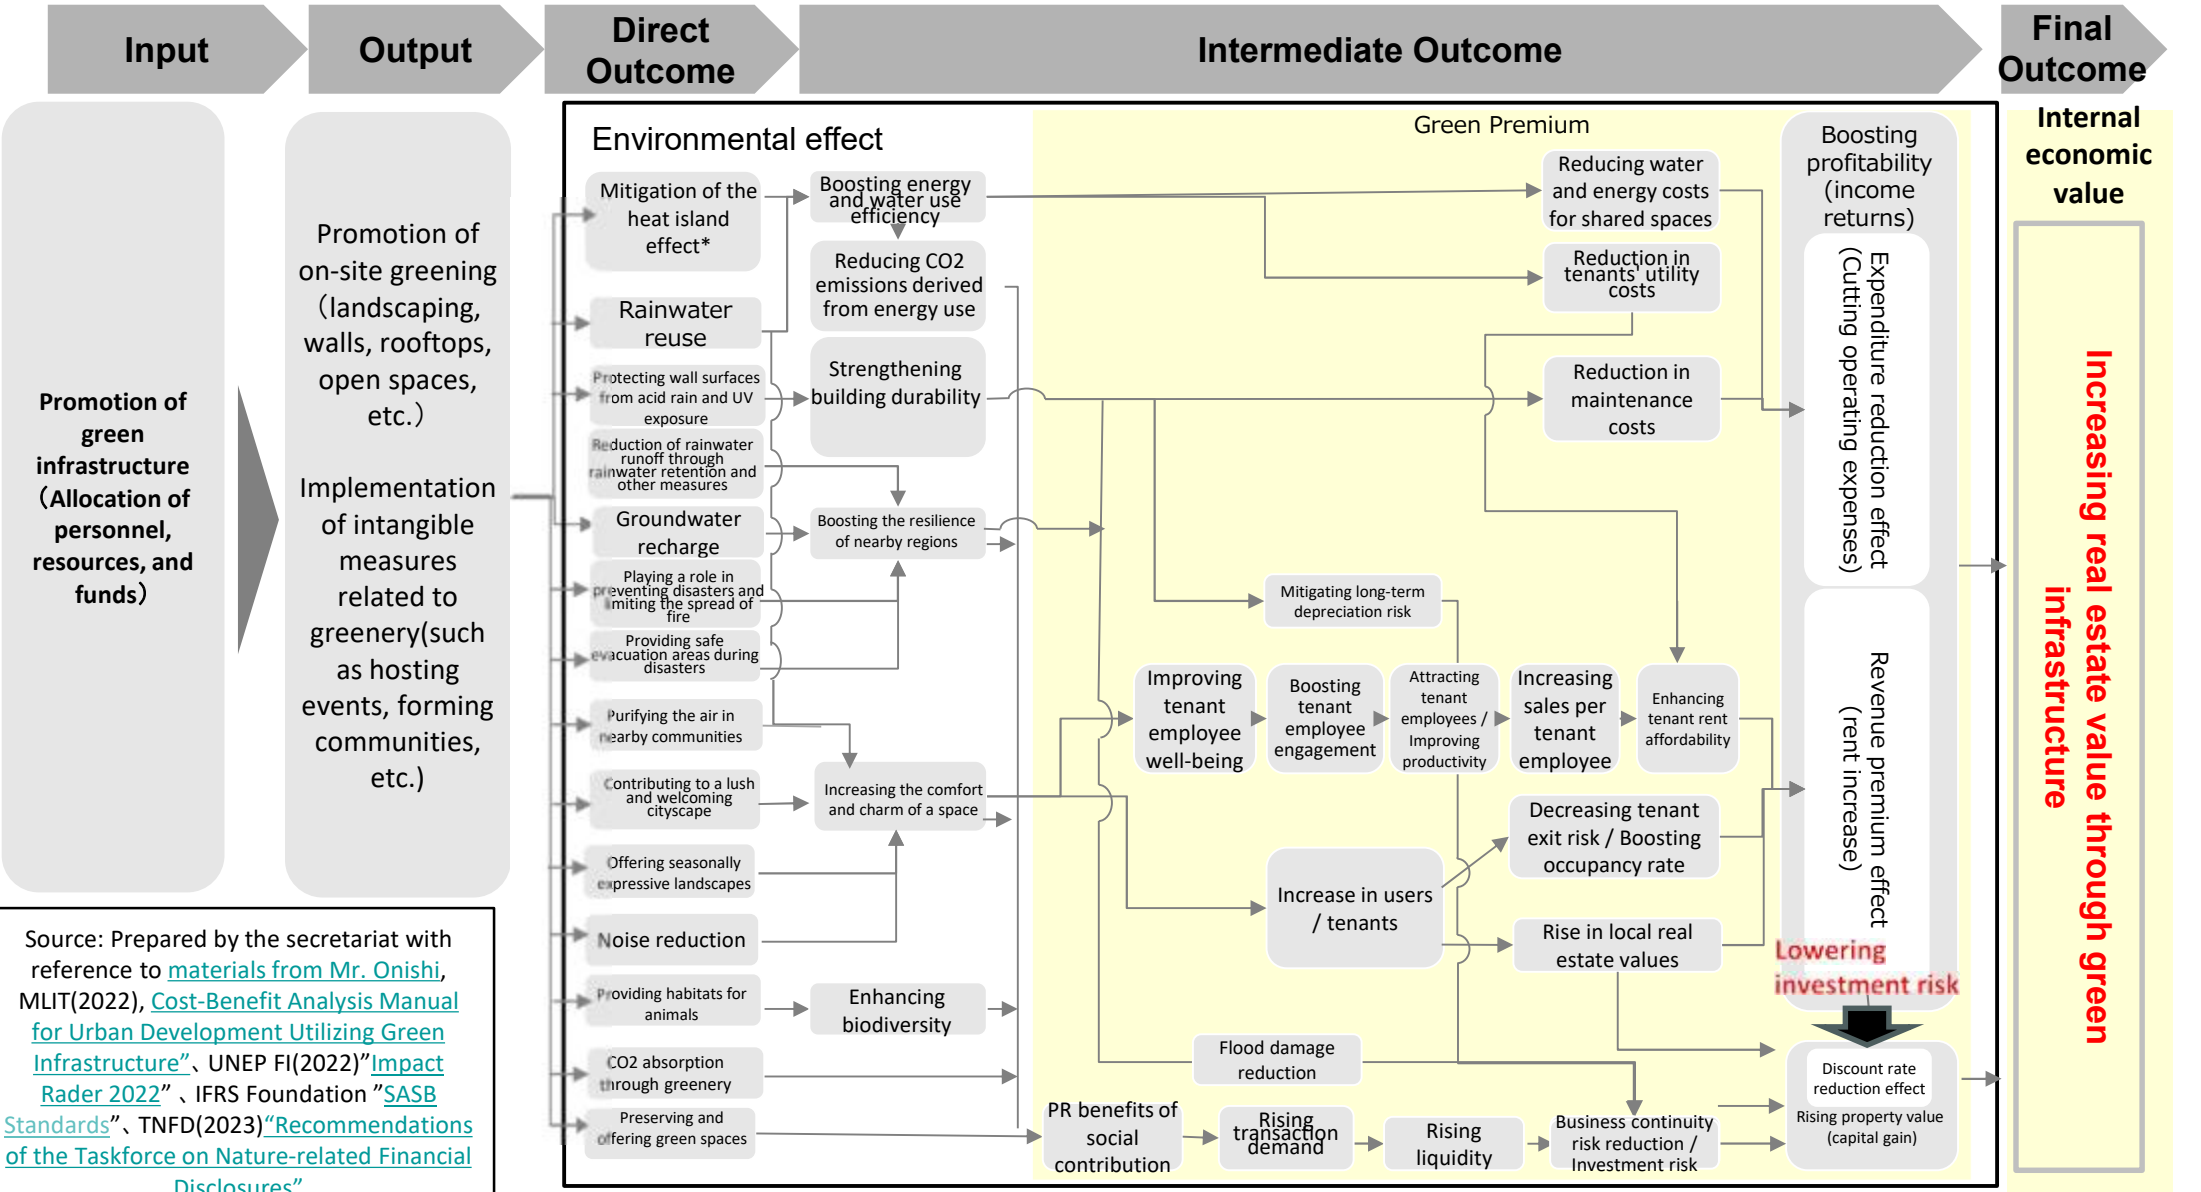 Input
Output
Direct
Outcome
Intermediate Outcome
Final
Outcome
Promotion of
green
infrastructure
（Allocation of
personnel,
resources, and
funds）
Promotion of
on-site greening
（landscaping,
walls, rooftops,
open spaces,
etc.）
Implementation
of intangible
measures
related to
greenery(such
as hosting
events, forming
communities,
etc.)
Environmental effect
Mitigation of the
heat island
effect*
Rainwater
reuse
Protecting wall surfaces
from acid rain and UV
exposure
Reduction of rainwater
runoff through
rainwater retention and
other measures
Groundwater
recharge
Playing a role in
preventing disasters and
limiting the spread of
fire
Providing safe
evacuation areas during
disasters
Purifying the air in
nearby communities
Contributing to a lush
and welcoming
cityscape
Offering seasonally
expressive landscapes
Noise reduction
Providing habitats for
animals
CO2 absorption
through greenery
Preserving and
offering green spaces
Boosting energy
and water use
efficiency
Reducing CO2
emissions derived
from energy use
Strengthening
building durability
Boosting the resilience
of nearby regions
Increasing the comfort
and charm of a space
Enhancing
biodiversity
Green Premium
Reducing water
and energy costs
for shared spaces
Reduction in
tenants' utility
costs
Reduction in
maintenance
costs
Mitigating long-term
depreciation risk
Improving
tenant
employee
well-being
Boosting
tenant
employee
engagement
Attracting
tenant
employees /
Improving
productivity
Increasing
sales per
tenant
employee
Enhancing
tenant rent
affordability
Increase in users
/ tenants
Decreasing tenant
exit risk / Boosting
occupancy rate
Rise in local real
estate values
Flood damage
reduction
PR benefits of
social
contribution
Rising
transaction
demand
Rising
liquidity
Business continuity
risk reduction /
Investment risk
Boosting
profitability
(income
returns)
Expenditure reduction effect
(Cutting operating expenses)
Revenue premium effect
(rent increase)
Lowering
investment risk
Discount rate
reduction effect
Rising property value
(capital gain)
Internal
economic
value
Increasing real estate value through green
infrastructure
Source: Prepared by the secretariat with
reference to materials from Mr. Onishi,
MLIT(2022), Cost-Benefit Analysis Manual
for Urban Development Utilizing Green
Infrastructure”、UNEP FI(2022)”Impact
Rader 2022” 、IFRS Foundation ”SASB
Standards”、TNFD(2023)“Recommendations
of the Taskforce on Nature-related Financial
Disclosures”